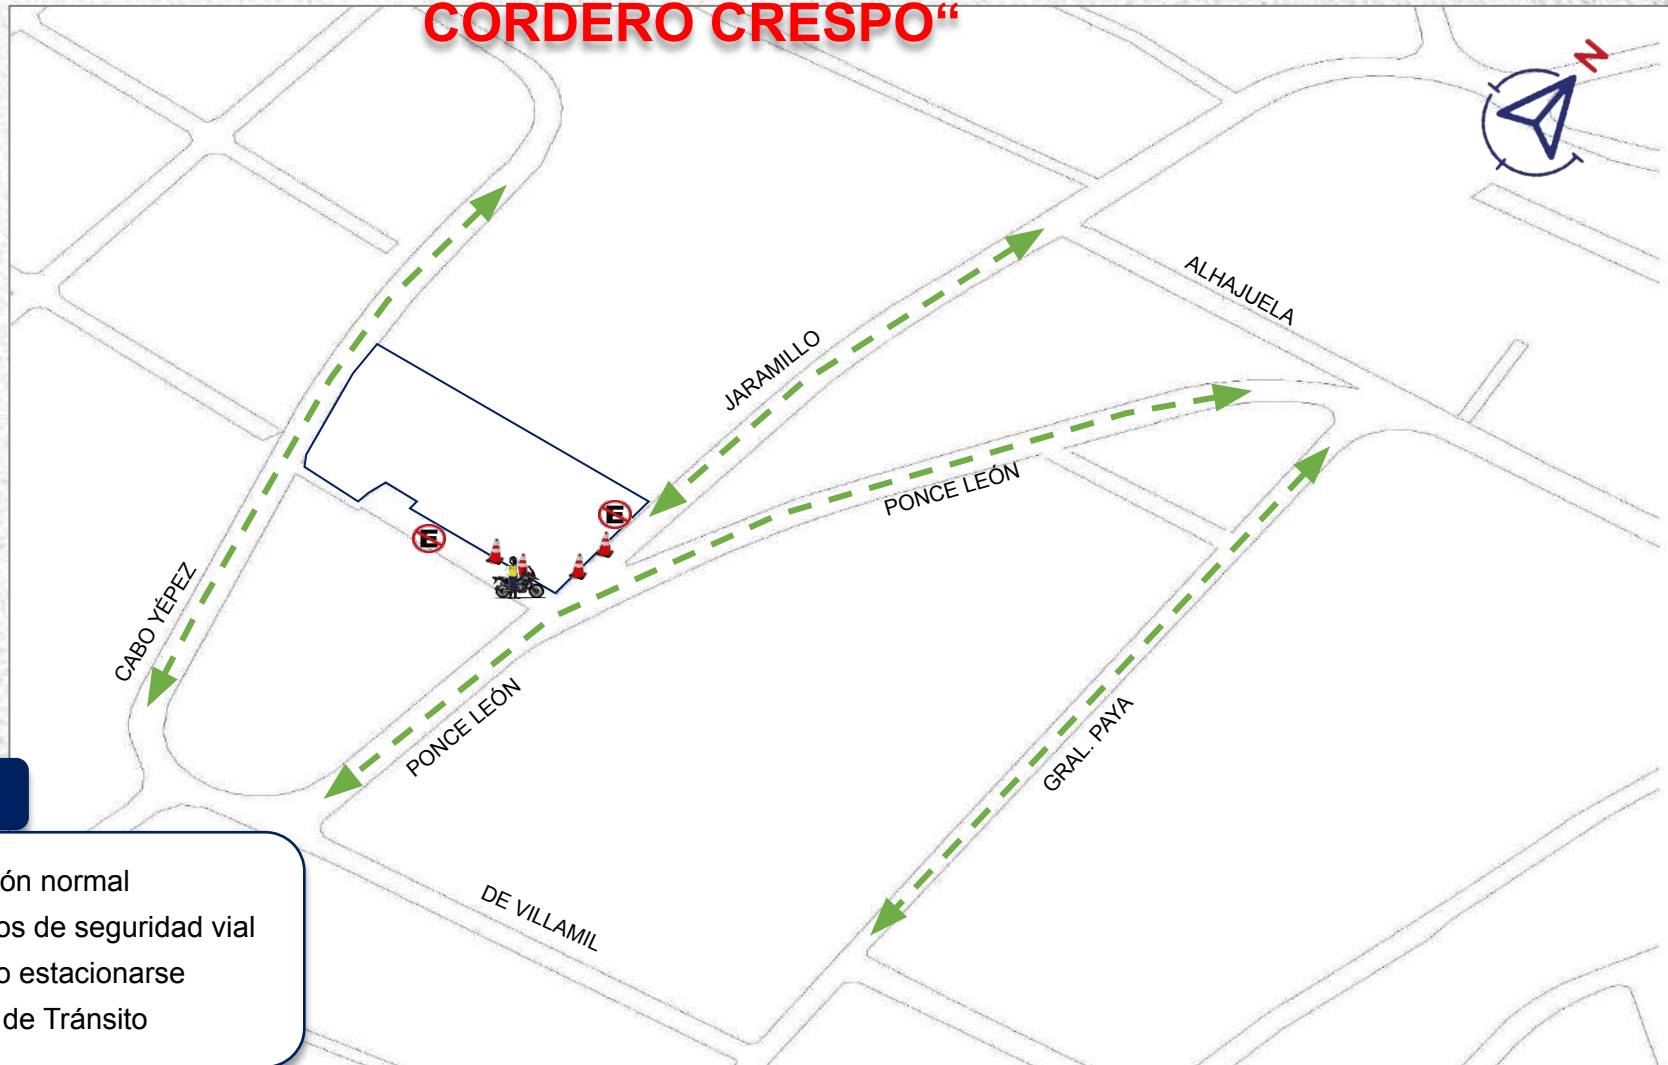 CORDERO CRESPO“
N
ALHAJUELA
JARAMILLO
PONCE LEÓN
E
E
CABO YÉPEZ
PONCE LEÓN
GRAL. PAYA
DE VILLAMIL
ón normal
os de seguridad vial
o estacionarse
de Tránsito